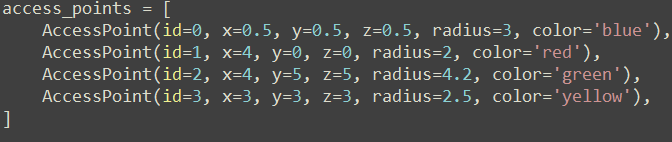 access_points = [
    AccessPoint(id=0, x=0.5, y=0.5, z=0.5, radius=3, color='blue'),
    AccessPoint(id=1, x=4, y=0, z=0, radius=2, color='red'),
    AccessPoint(id=2, x=4, y=5, z=5, radius=4.2, color='green'),
    AccessPoint(id=3, x=3, y=3, z=3, radius=2.5, color='yellow'),
]